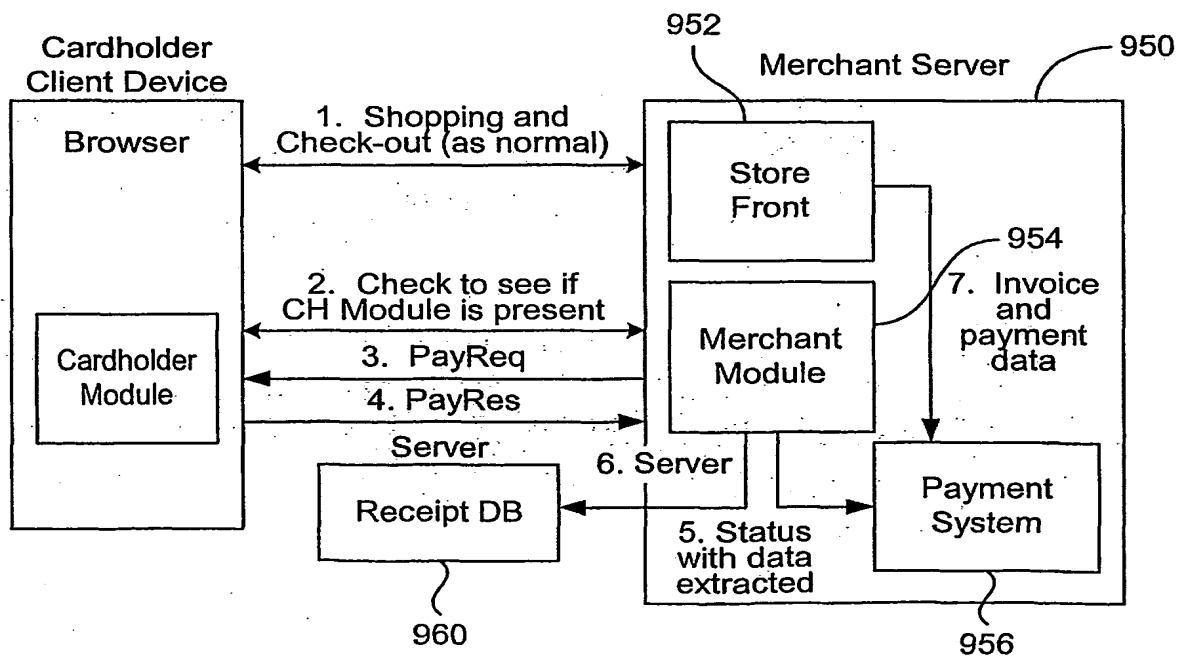 952
950
Cardholder
Client Device
Merchant Server
Browser
1. Shopping and
Check-out (as normal)
Store
Front
954
2. Check to see if
CH Module is present
7. Invoice
and
payment
data
Cardholder
Module
3. PayReq
Merchant
Module
4. PayRes
Server
6. Server
Receipt DB
Payment
System
5. Status
with data
extracted
960
956